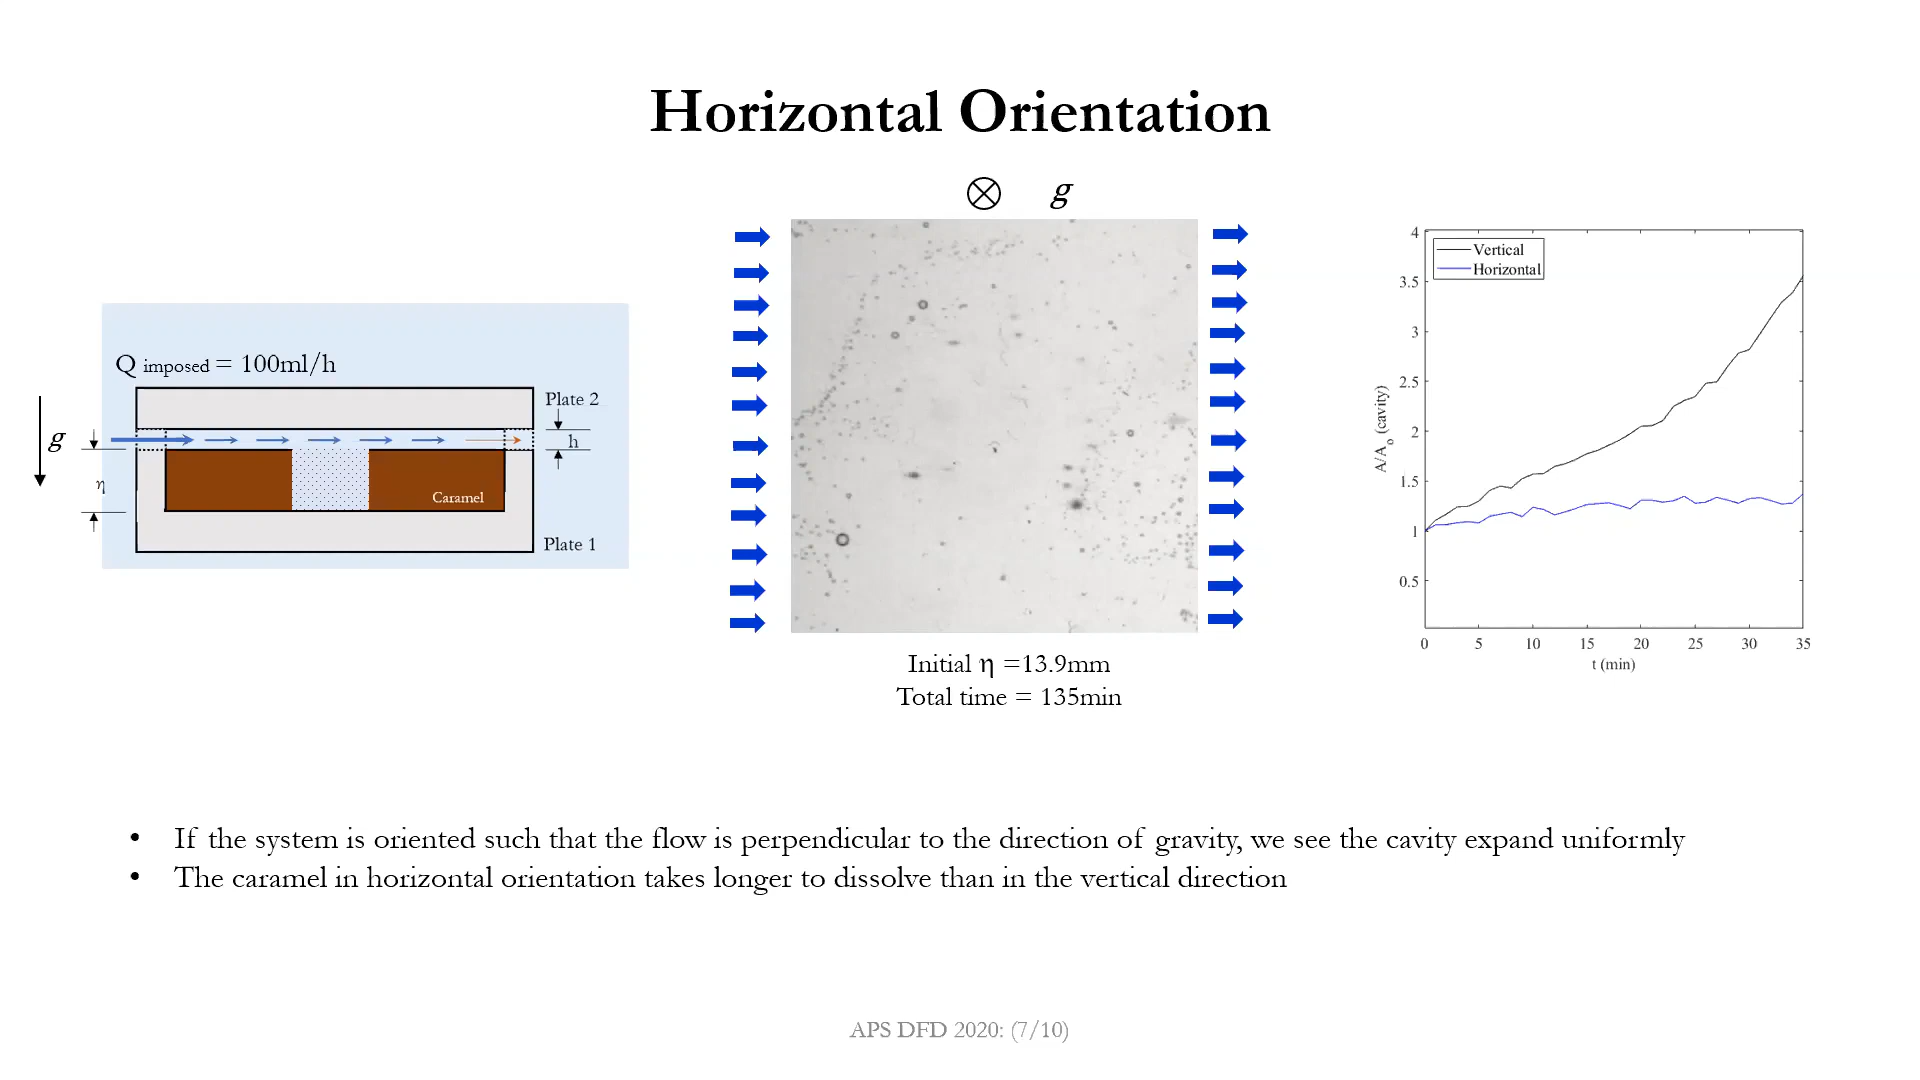 Horizontal Orientation
g
Q imposed = 100ml/h
g
η
Plate 2
h
Caramel
Plate 1
Initial η =13.9mm
Total time = 135min
Vertical
Horizontal
4
3.5
3
2.5
2
1.5
1
0.5
A/Ao (cavity)
0 5 10 15 20 25 30 35
t (min)
• If the system is oriented such that the flow is perpendicular to the direction of gravity, we see the cavity expand uniformly
• The caramel in horizontal orientation takes longer to dissolve than in the vertical direction
APS DFD 2020: (7/10)